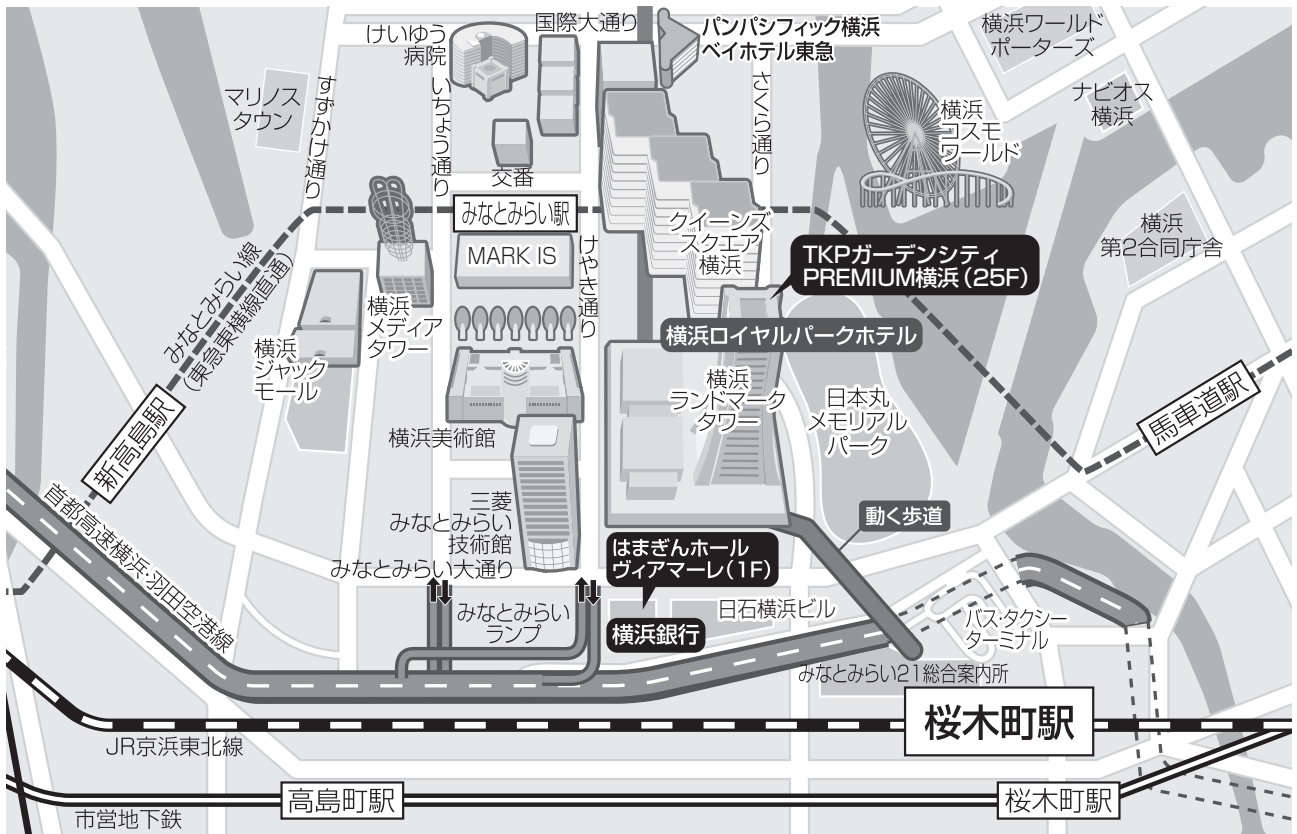 国際大通り
けいゆう
病院
パンパシフィック横浜
ベイホテル東急
横浜ワールド
ポーターズ
マリノス
タウン
すずかけ通り
いちょう通り
さくら通り
ナビオス
横浜
横浜
コスモ
ワールド
交番
みなとみらい駅
MARK IS
けやき通り
クイーンズ
スクエア
横浜
横浜
第2合同庁舎
TKPガーデンシティ
PREMIUM横浜(25F)
みなとみらい線
(東急東横線直通)
横浜
メディア
タワー
横浜
ジャック
モール
横浜ロイヤルパークホテル
横浜
ランドマーク
タワー
日本丸
メモリアル
パーク
馬車道駅
新高島駅
横浜美術館
首都高速横浜・羽田空港線
三菱
みなとみらい
技術館
みなとみらい大通り
動く歩道
はまぎんホール
ヴィアマーレ(1F)
みなとみらい
ランプ
横浜銀行
日石横浜ビル
バス・タクシー
ターミナル
みなとみらい21総合案内所
桜木町駅
JR京浜東北線
高島町駅
桜木町駅
市営地下鉄